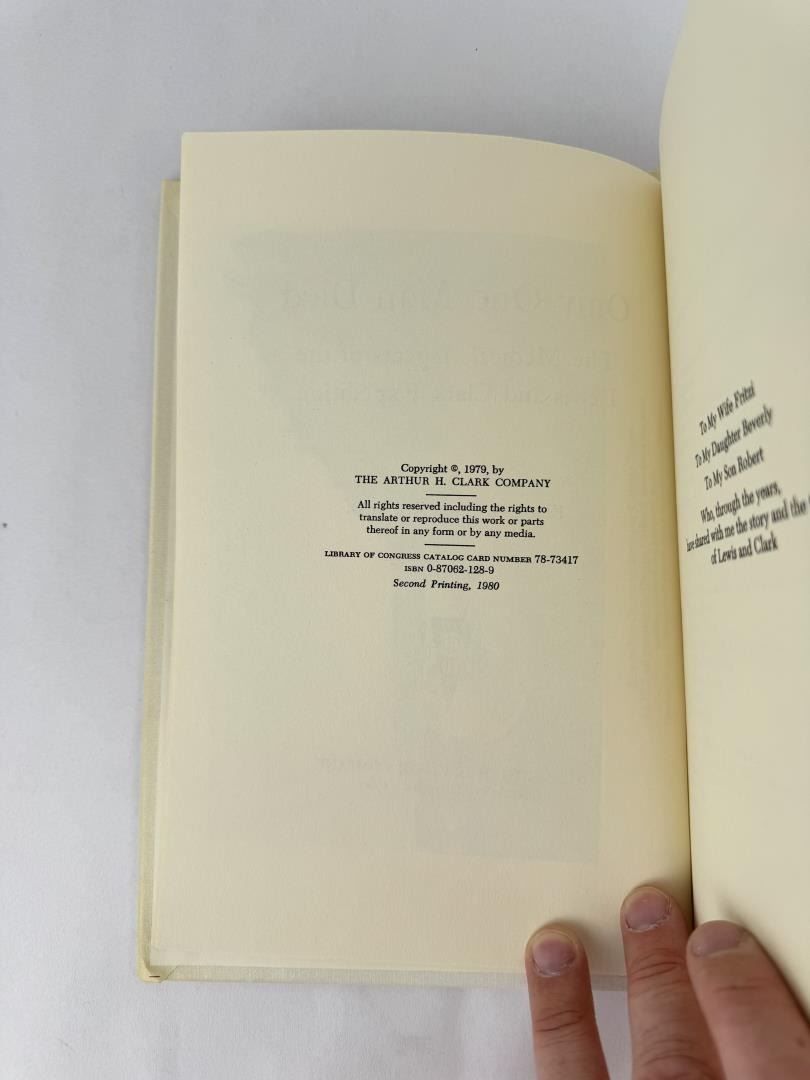 Copyright ©, 1979, by
THE ARTHUR H. CLARK COMPANY
All rights reserved including the rights to
translate or reproduce this work or parts
thereof in any form or by any media.
LIBRARY OF CONGRESS CATALOG CARD NUMBER 78-73417
ISBN 0-87062-128-9
Second Printing, 1980
To My Wife Fritzi
To My Daughter Beverly
To My Son Robert
Who, through the years,
have shared with me the story and the
of Lewis and Clark